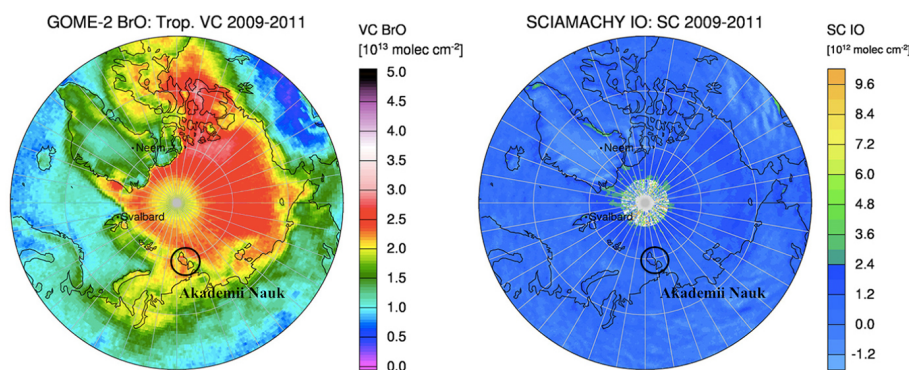 GOME-2 BrO: Trop. VC 2009-2011
VC BrO
[10¹³ molec cm⁻²]
5.0
4.5
4.0
3.5
3.0
2.5
2.0
1.5
1.0
0.5
0.0
Neem
Svalbard
Akademii Nauk
SCIAMACHY IO: SC 2009-2011
SC IO
[10¹² molec cm⁻²]
9.6
8.4
7.2
6.0
4.8
3.6
2.4
1.2
0.0
-1.2
Neem
Svalbard
Akademii Nauk